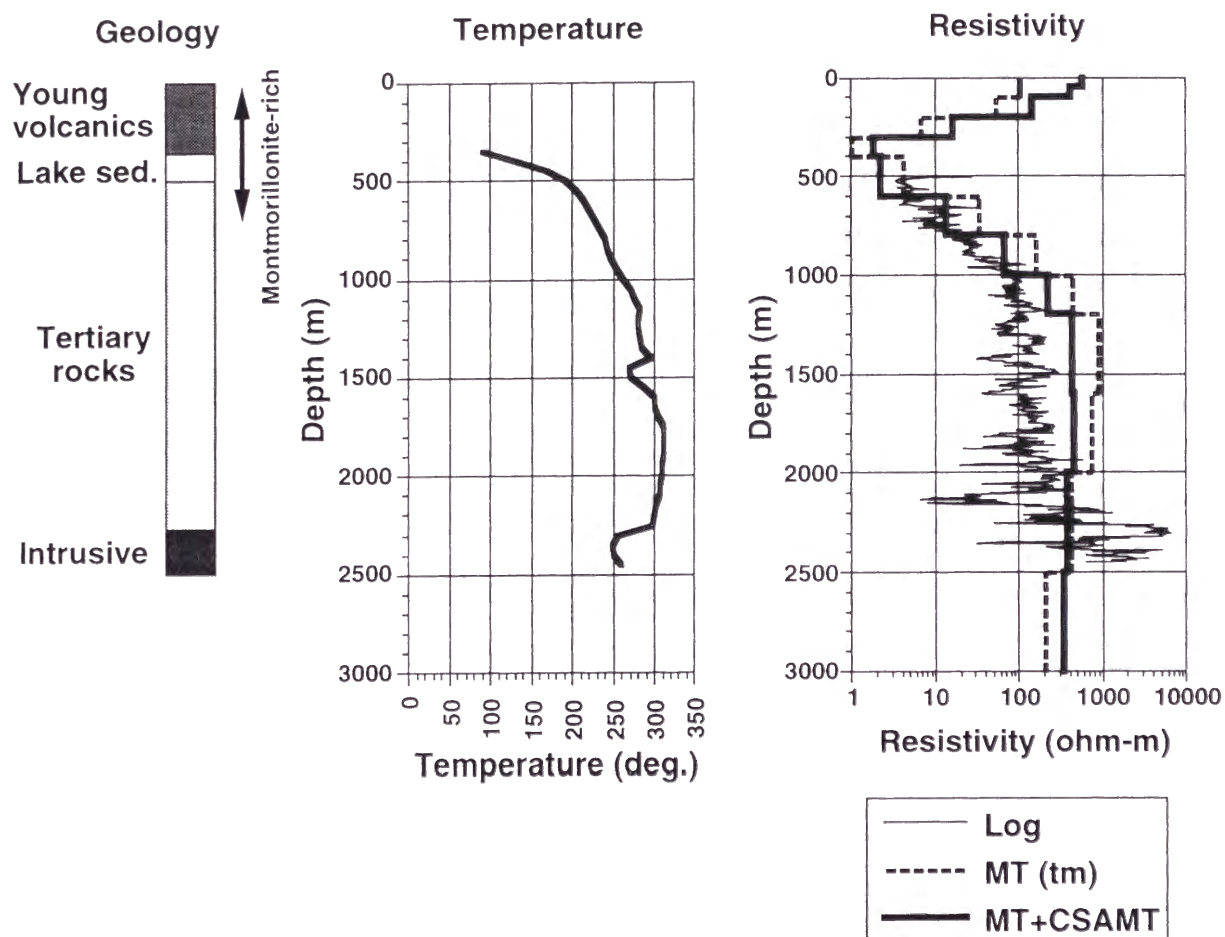 Geology
Young
volcanics
Lake sed.
Tertiary
rocks
Intrusive
Montmorillonite-rich
Temperature
0
500
1000
1500
2000
2500
3000
Depth (m)
0
50
100
150
200
250
300
350
Temperature (deg.)
Resistivity
0
500
1000
1500
2000
2500
3000
Depth (m)
1
10
100
1000
10000
Resistivity (ohm-m)
Log
MT (tm)
MT+CSAMT